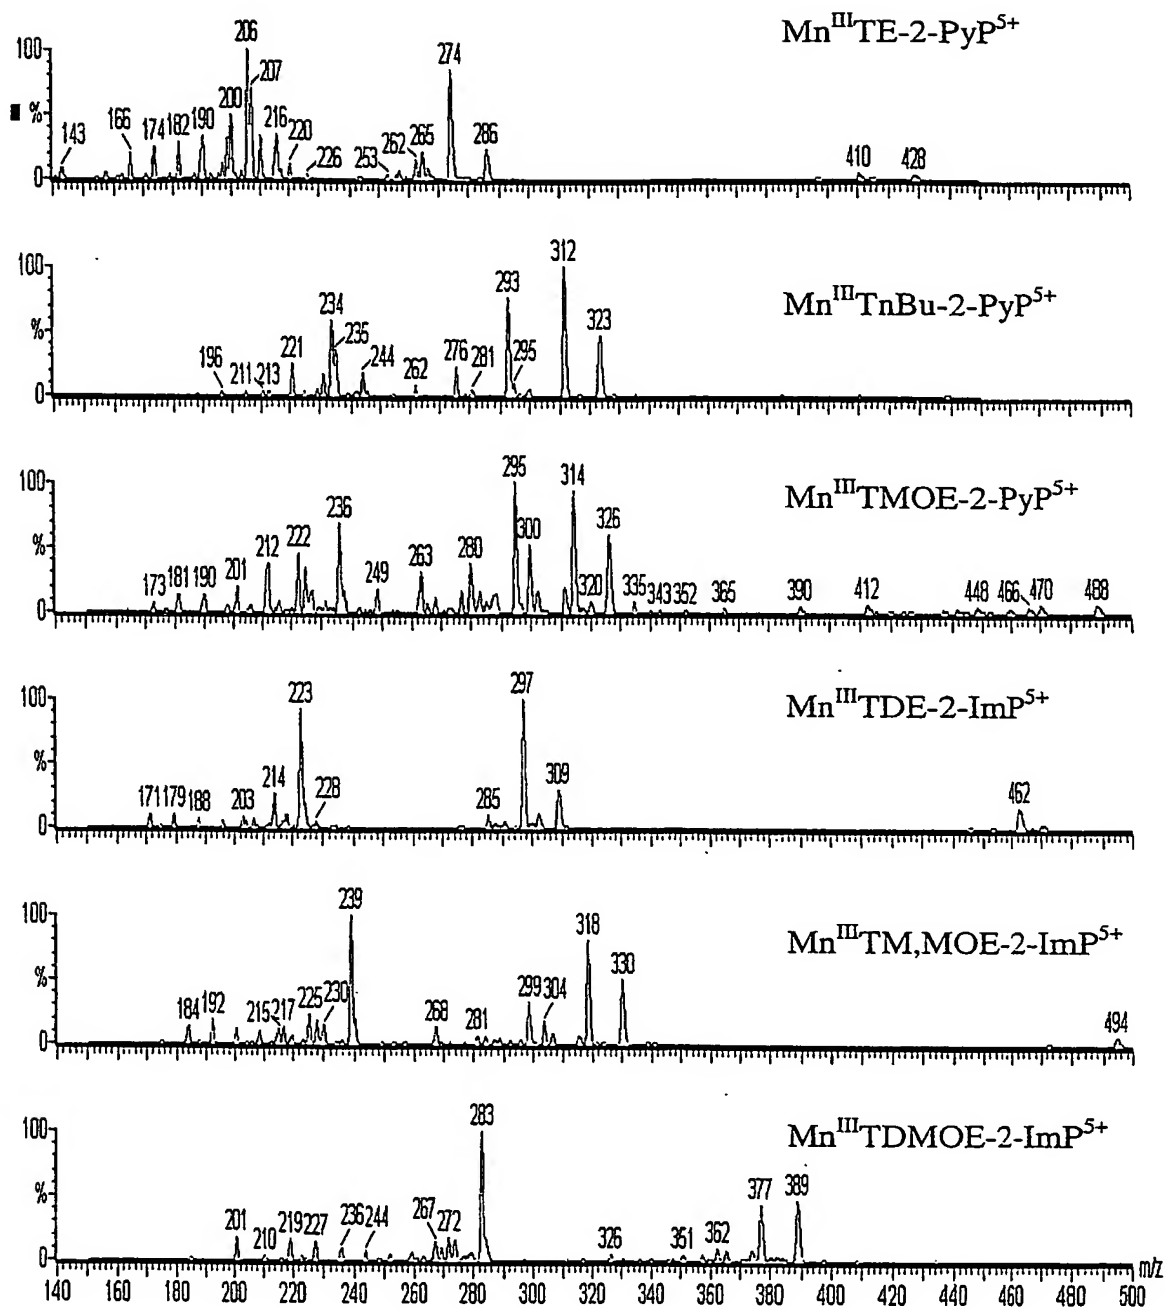 Mn^III TE-2-PyP^5+
100
%
0
143 166 174 182 190 200 206 207 216 220 226 253 262 265 274 286 410 428
Mn^III TnBu-2-PyP^5+
100
%
0
196 211 213 221 234 235 244 262 276 281 293 295 312 323
Mn^III TMOE-2-PyP^5+
100
%
0
173 181 190 201 212 222 236 249 263 280 295 300 314 320 326 335 343 352 365 390 412 448 466 470 488
Mn^III TDE-2-ImP^5+
100
%
0
171 179 188 203 214 223 228 285 297 309 462
Mn^III TM,MOE-2-ImP^5+
100
%
0
184 192 215 217 225 230 239 268 281 299 304 318 330 494
Mn^III TDMOE-2-ImP^5+
100
%
0
201 210 219 227 236 244 267 272 283 326 351 362 377 389
140 160 180 200 220 240 260 280 300 320 340 360 380 400 420 440 460 480 500 m/z